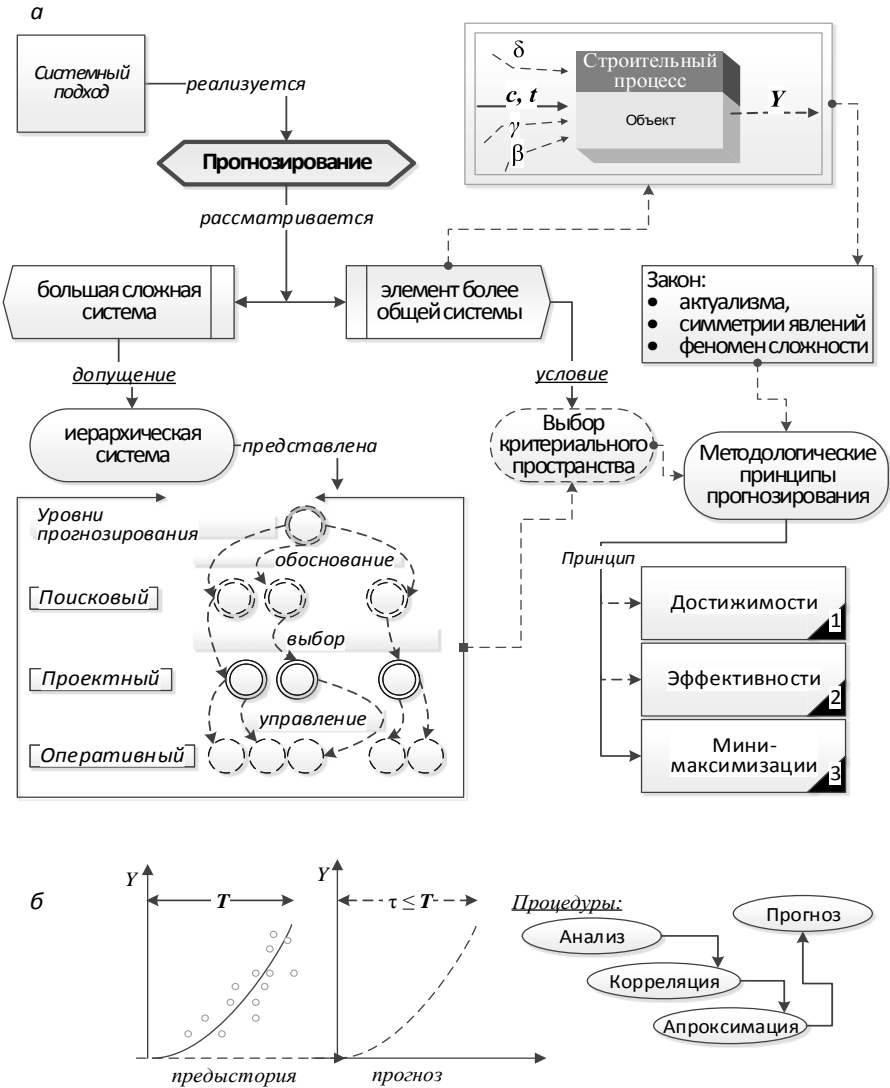 а
Системный
подход
реализуется
Прогнозирование
рассматривается
δ
c, t
γ
β
Строительный
процесс
Объект
Y
большая сложная
система
элемент более
общей системы
Закон:
• актуализма,
• симметрии явлений
• феномен сложности
допущение
условие
иерархическая
система
представлена
Выбор
критериального
пространства
Методологические
принципы
прогнозирования
Уровни
прогнозирования
обоснование
Поисковый
выбор
Проектный
управление
Оперативный
Принцип
Достижимости
1
Эффективности
2
Мини-
максимизации
3
б
Y
T
предыстория
Y
τ ≤ T
прогноз
Процедуры:
Анализ
Корреляция
Апроксимация
Прогноз